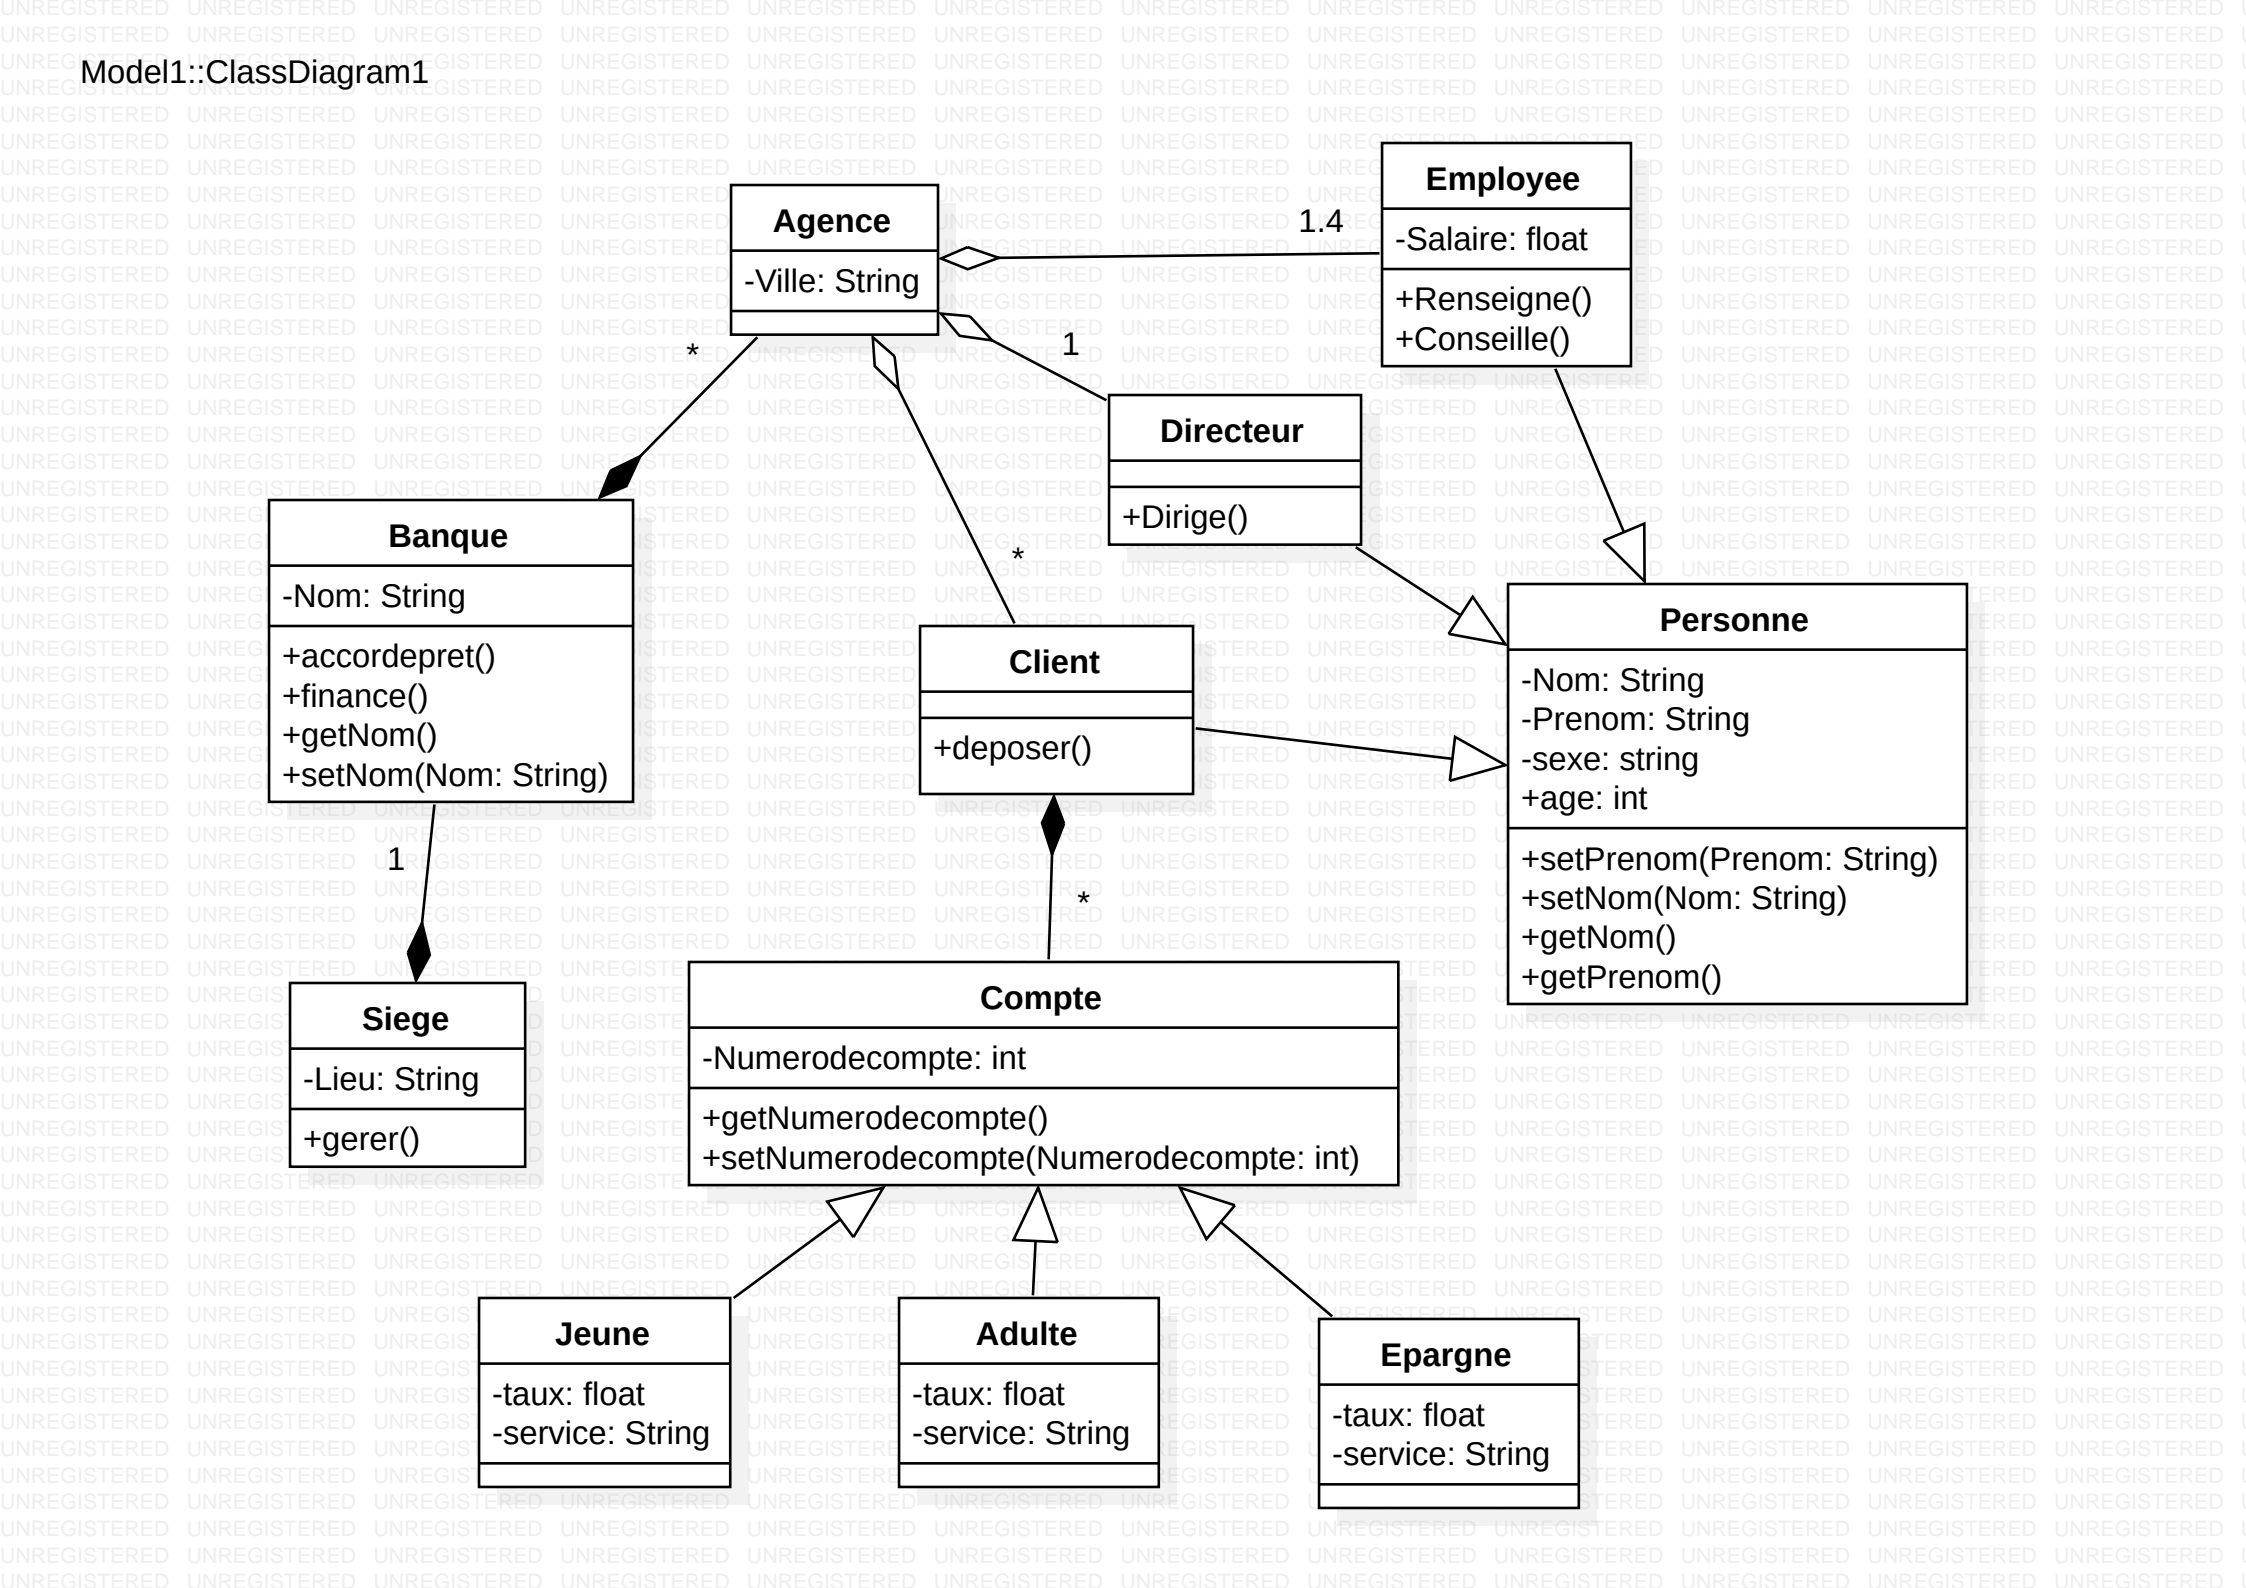 Model1::ClassDiagram1
Employee
-Salaire: float
+Renseigne()
+Conseille()
Agence
-Ville: String
1.4
1
*
Directeur
+Dirige()
Banque
-Nom: String
+accordepret()
+finance()
+getNom()
+setNom(Nom: String)
*
Client
+deposer()
Personne
-Nom: String
-Prenom: String
-sexe: string
+age: int
+setPrenom(Prenom: String)
+setNom(Nom: String)
+getNom()
+getPrenom()
1
*
Siege
-Lieu: String
+gerer()
Compte
-Numerodecompte: int
+getNumerodecompte()
+setNumerodecompte(Numerodecompte: int)
Jeune
-taux: float
-service: String
Adulte
-taux: float
-service: String
Epargne
-taux: float
-service: String
UNREGISTERED